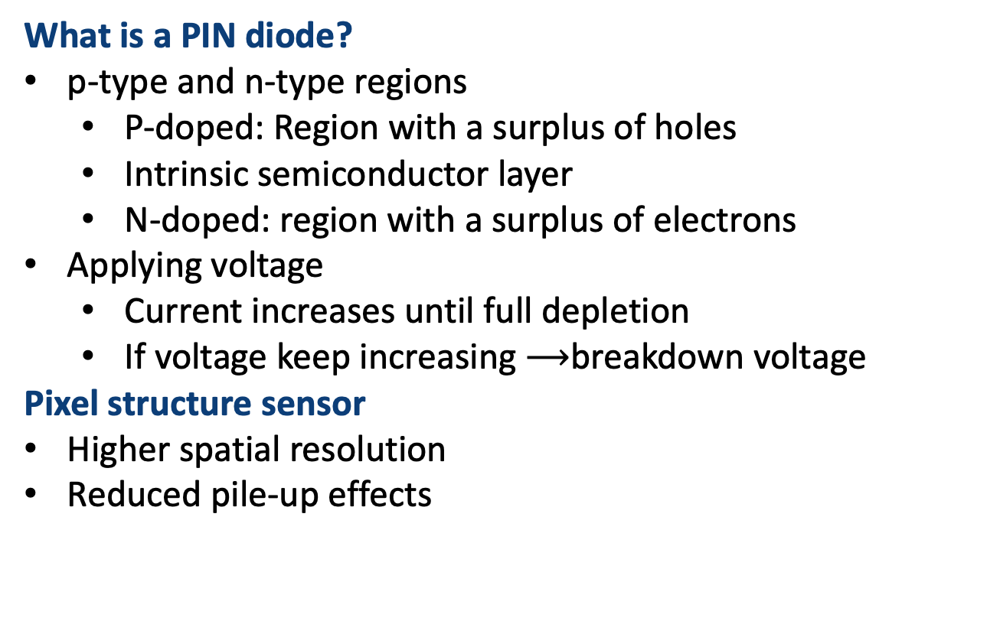 What is a PIN diode?
• p-type and n-type regions
• P-doped: Region with a surplus of holes
• Intrinsic semiconductor layer
• N-doped: region with a surplus of electrons
• Applying voltage
• Current increases until full depletion
• If voltage keep increasing ⟶breakdown voltage
Pixel structure sensor
• Higher spatial resolution
• Reduced pile-up effects